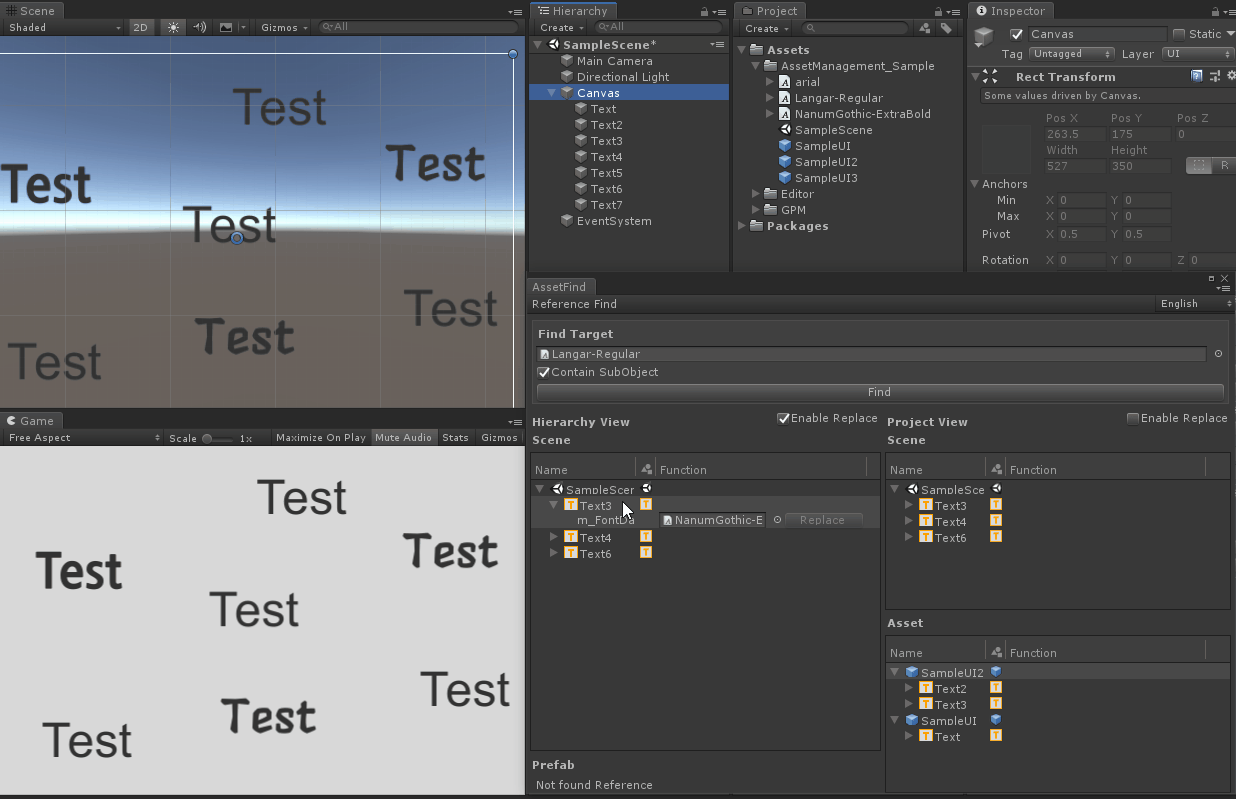 Scene
Shaded
2D
Gizmos
All
Test
Test
Test
Test
Test
Test
Test
Game
Free Aspect
Scale
1x
Maximize On Play
Mute Audio
Stats
Gizmos
Test
Test
Test
Test
Test
Test
Test
Hierarchy
Create
All
SampleScene*
Main Camera
Directional Light
Canvas
Text
Text2
Text3
Text4
Text5
Text6
Text7
EventSystem
Project
Create
Assets
AssetManagement_Sample
arial
Langar-Regular
NanumGothic-ExtraBold
SampleScene
SampleUI
SampleUI2
SampleUI3
Editor
GPM
Packages
Inspector
Canvas
Static
Tag Untagged Layer UI
Rect Transform
Some values driven by Canvas.
Pos X Pos Y Pos Z
263.5 175 0
Width Height
527 350 R
Anchors
Min X 0 Y 0
Max X 0 Y 0
Pivot X 0.5 Y 0.5
Rotation X 0 Y 0 Z 0
AssetFind
Reference Find English
Find Target
Langar-Regular
Contain SubObject
Find
Hierarchy View Enable Replace
Scene
Name Function
SampleScer
Text3
m_FontDa NanumGothic-E Replace
Text4
Text6
Prefab
Not found Reference
Project View Enable Replace
Scene
Name Function
SampleSce
Text3
Text4
Text6
Asset
Name Function
SampleUI2
Text2
Text3
SampleUI
Text